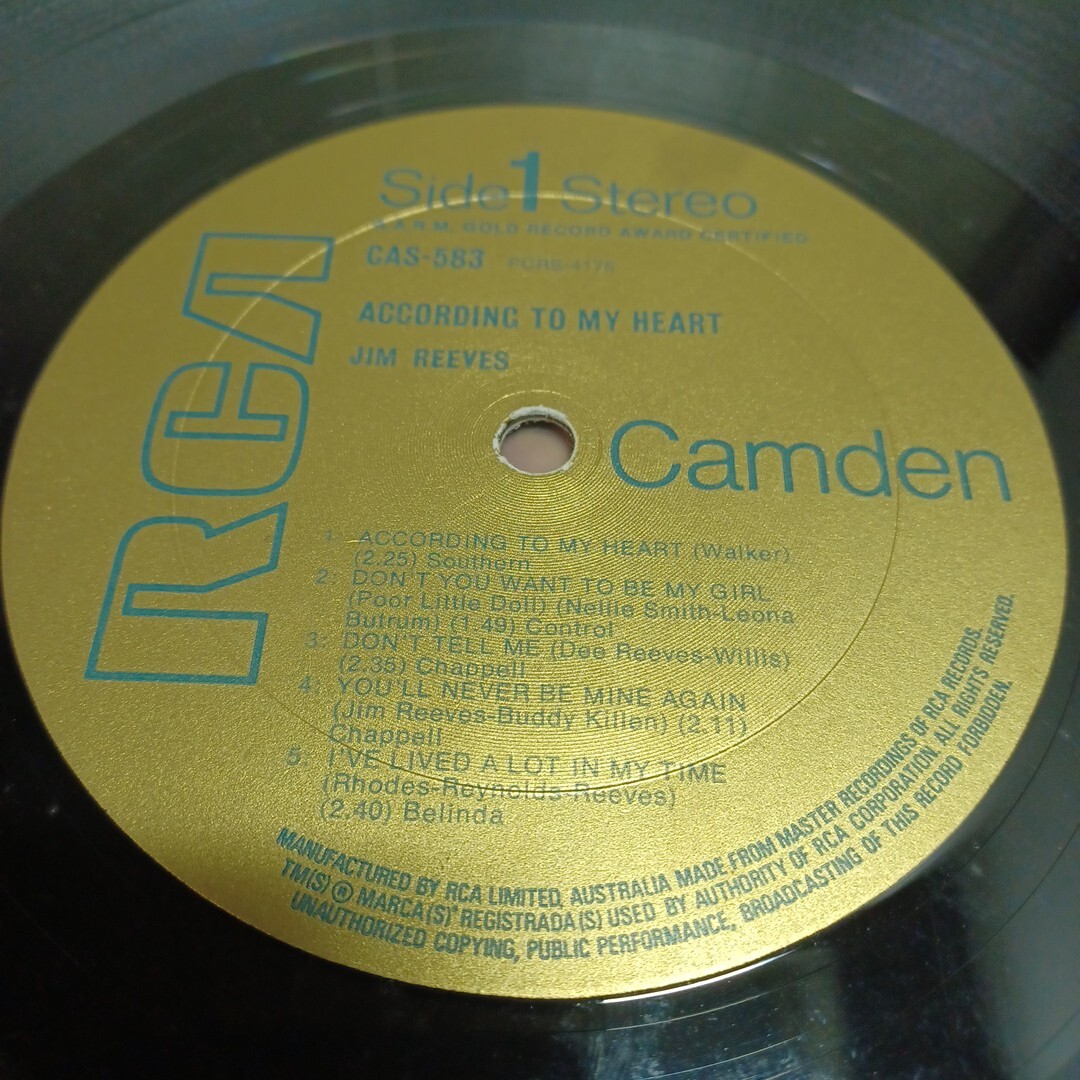 Side 1 Stereo
A.R.M. GOLD RECORD AWARD CERTIFIED
CAS-583
ACCORDING TO MY HEART
JIM REEVES
RCA
Camden
1. ACCORDING TO MY HEART (Walker)
(2.25) Southern
2: DON'T YOU WANT TO BE MY GIRL
(Poor Little Doll) (Nellie Smith-Leona
Butrum) (1.49) Control
3: DON'T TELL ME (Dee Reeves-Willis)
(2.35) Chappell
4: YOU'LL NEVER BE MINE AGAIN
(Jim Reeves-Buddy Killen) (2.11)
Chappell
5. I'VE LIVED A LOT IN MY TIME
(Rhodes-Reynolds-Reeves)
(2.40) Belinda
MANUFACTURED BY RCA LIMITED, AUSTRALIA MADE FROM MASTER RECORDINGS OF RCA RECORDS.
TM(S) ® MARCA(S) REGISTRADA(S) USED BY AUTHORITY OF RCA CORPORATION. ALL RIGHTS RESERVED.
UNAUTHORIZED COPYING, PUBLIC PERFORMANCE, BROADCASTING OF THIS RECORD FORBIDDEN.